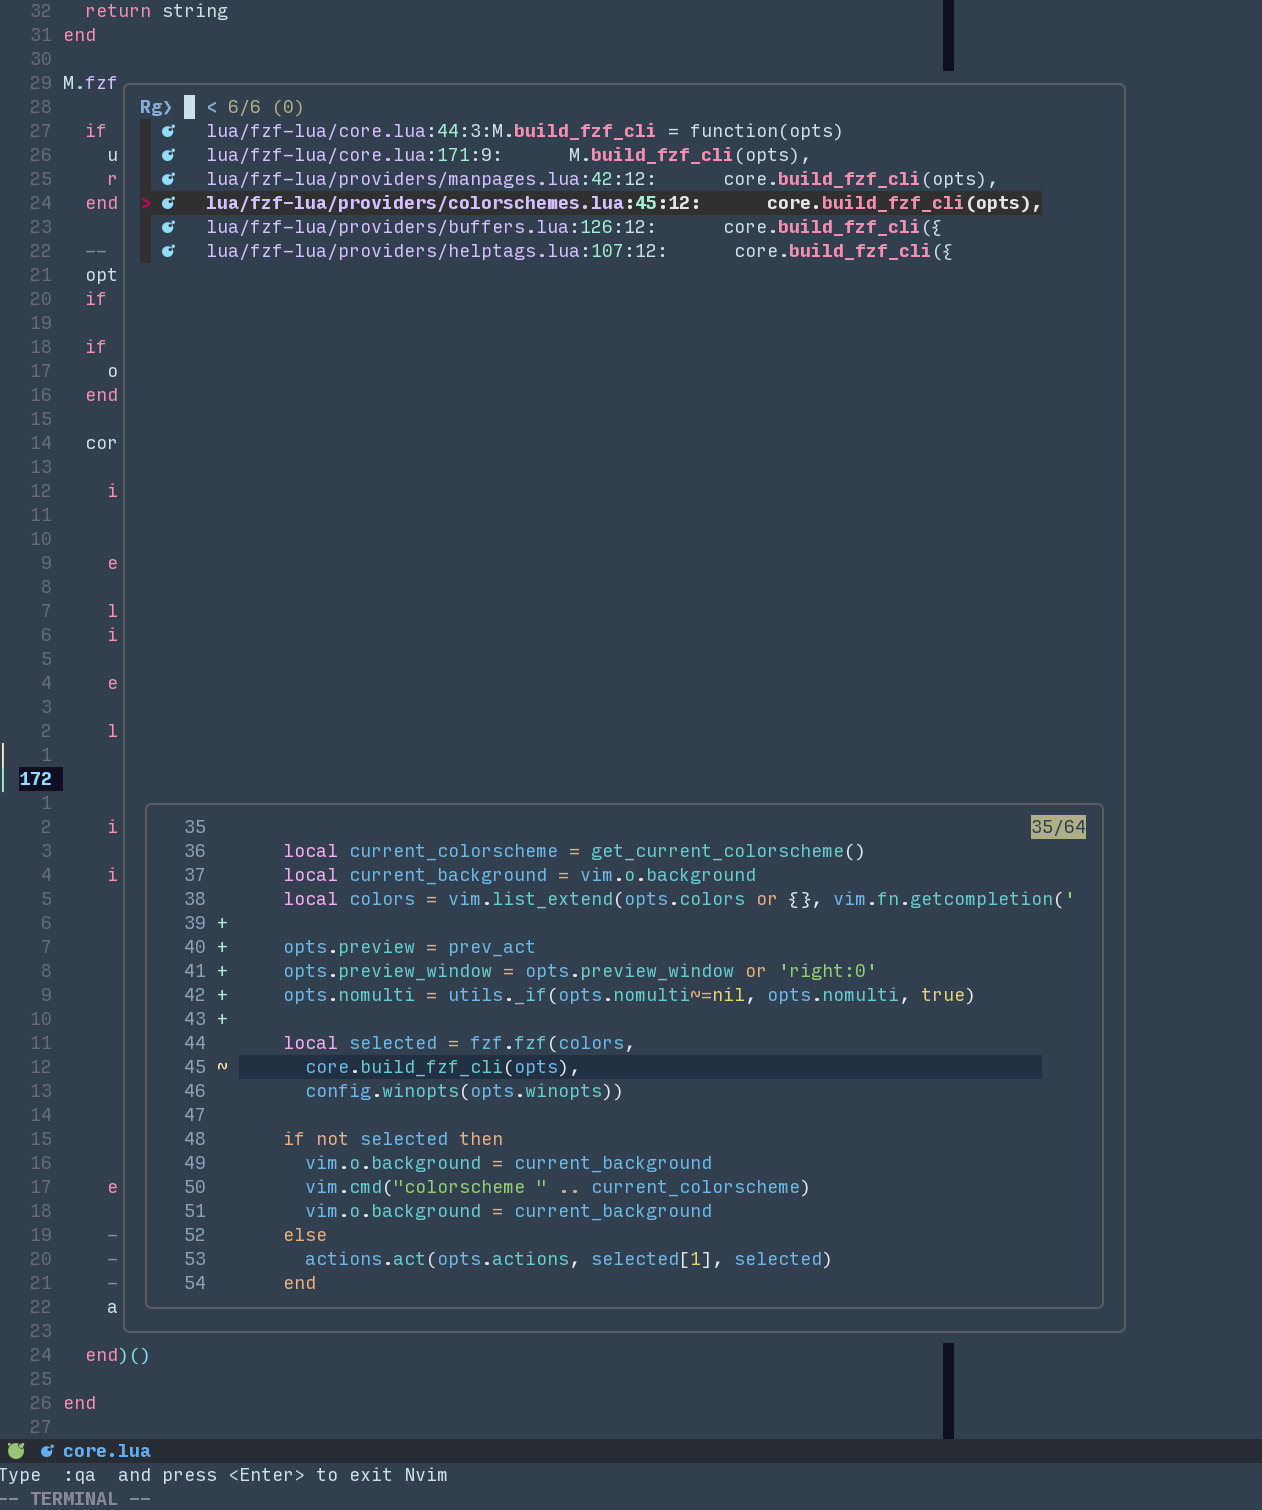 32   return string
31 end
30
29 M.fzf
28 Rg❯ < 6/6 (0)
27   if   lua/fzf-lua/core.lua:44:3:M.build_fzf_cli = function(opts)
26     u   lua/fzf-lua/core.lua:171:9:      M.build_fzf_cli(opts),
25     r   lua/fzf-lua/providers/manpages.lua:42:12:      core.build_fzf_cli(opts),
24   end >   lua/fzf-lua/providers/colorschemes.lua:45:12:      core.build_fzf_cli(opts),
23   lua/fzf-lua/providers/buffers.lua:126:12:      core.build_fzf_cli({
22   --   lua/fzf-lua/providers/helptags.lua:107:12:      core.build_fzf_cli({
21   opt
20   if
19
18   if
17     o
16   end
15
14   cor
13
12     i
11
10
9     e
8
7     l
6     i
5
4     e
3
2     l
1
172
1
2     i   35   35/64
3   36       local current_colorscheme = get_current_colorscheme()
4     i   37       local current_background = vim.o.background
5   38       local colors = vim.list_extend(opts.colors or {}, vim.fn.getcompletion('
6   39 +
7   40 +     opts.preview = prev_act
8   41 +     opts.preview_window = opts.preview_window or 'right:0'
9   42 +     opts.nomulti = utils._if(opts.nomulti~=nil, opts.nomulti, true)
10   43 +
11   44       local selected = fzf.fzf(colors,
12   45 ~       core.build_fzf_cli(opts),
13   46         config.winopts(opts.winopts))
14   47
15   48       if not selected then
16   49         vim.o.background = current_background
17     e   50         vim.cmd("colorscheme " .. current_colorscheme)
18   51         vim.o.background = current_background
19     -   52       else
20     -   53         actions.act(opts.actions, selected[1], selected)
21     -   54       end
22     a
23
24   end)()
25
26 end
27
core.lua
Type  :qa  and press <Enter> to exit Nvim
-- TERMINAL --